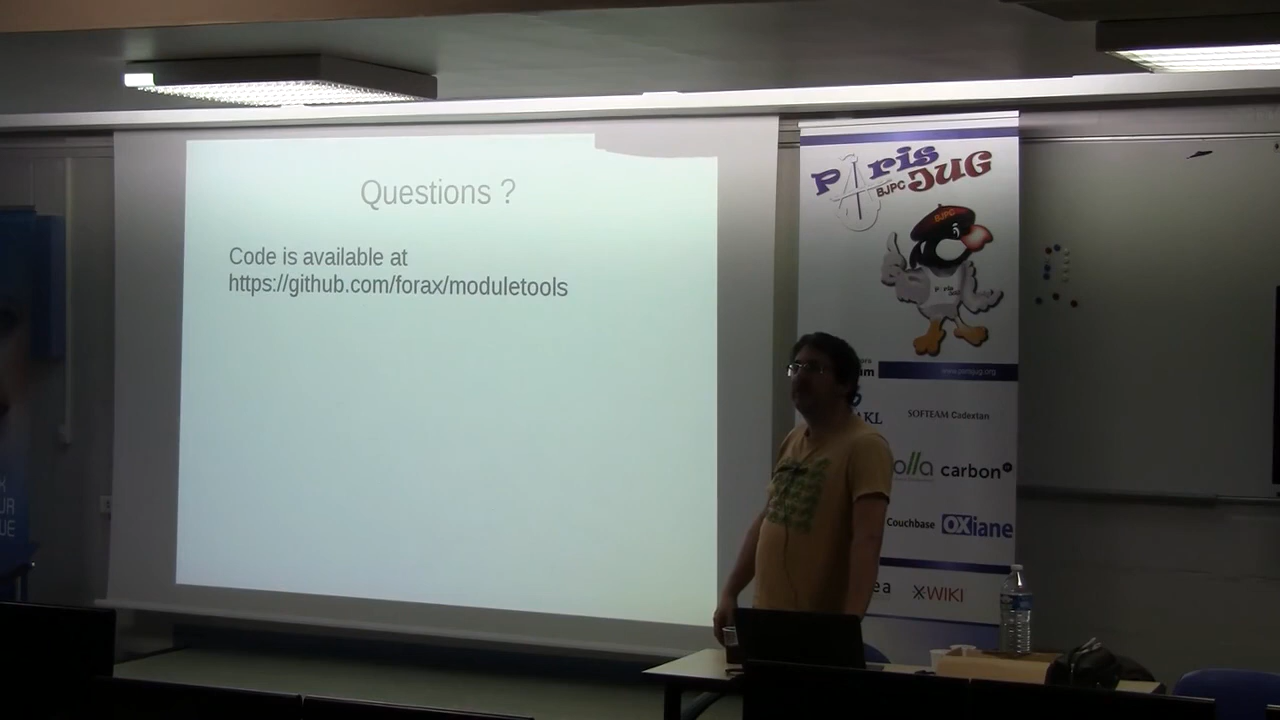 Questions ?
Code is available at
https://github.com/forax/moduletools
Paris
BJPC JUG
BJPC
www.parisjug.org
SOFTEAM Cadextan
carbon
Couchbase OXiane
XWIKI